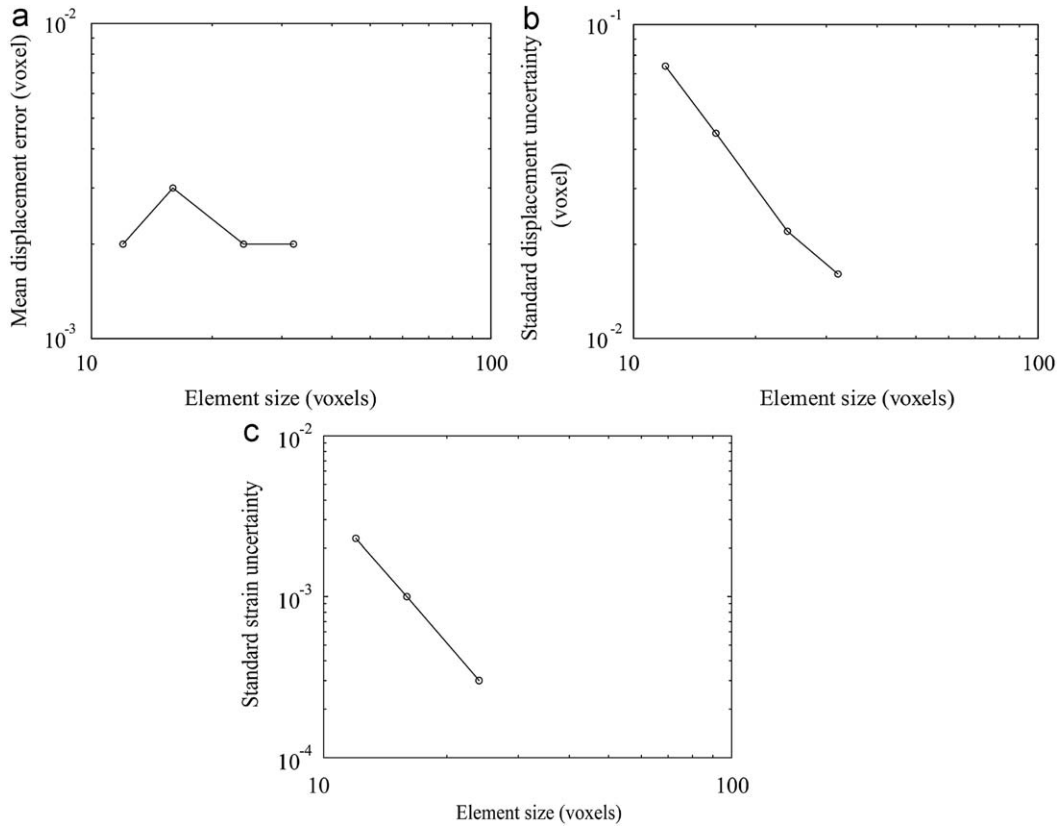 a
Mean displacement error (voxel)
10-2
10-3
10
100
Element size (voxels)
b
Standard displacement uncertainty
(voxel)
10-1
10-2
10
100
Element size (voxels)
c
Standard strain uncertainty
10-2
10-3
10-4
10
100
Element size (voxels)